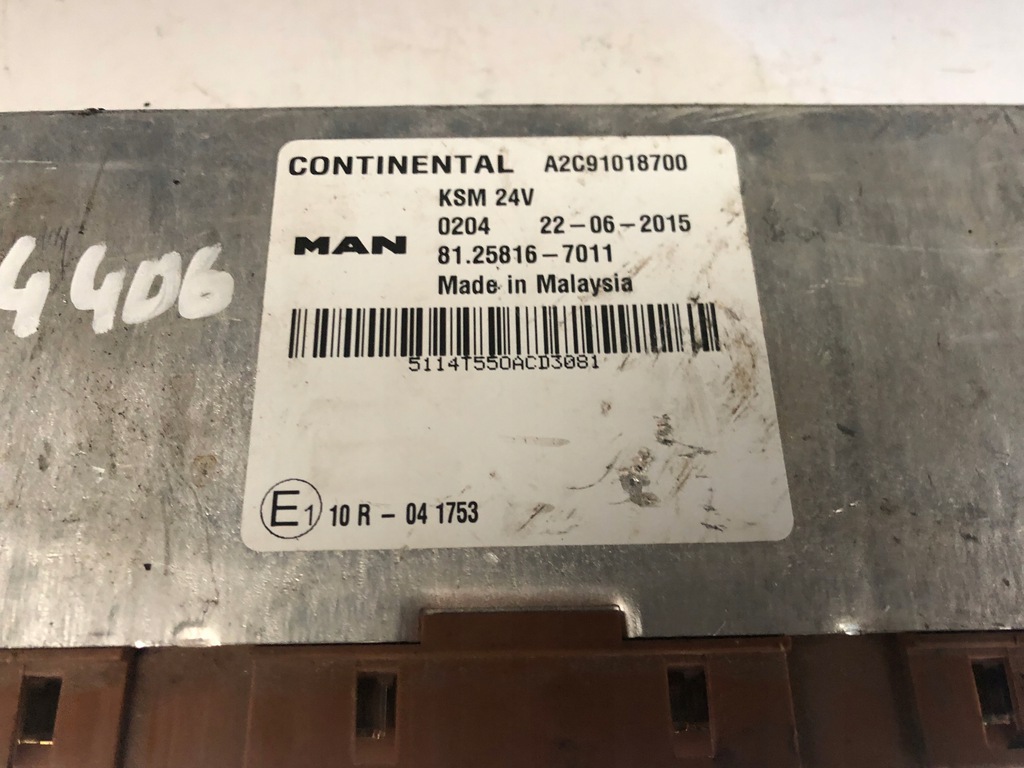 CONTINENTAL A2C91018700
KSM 24V
0204 22-06-2015
MAN 81.25816-7011
Made in Malaysia
5114T550ACD3081
E1 10 R - 04 1753
4406